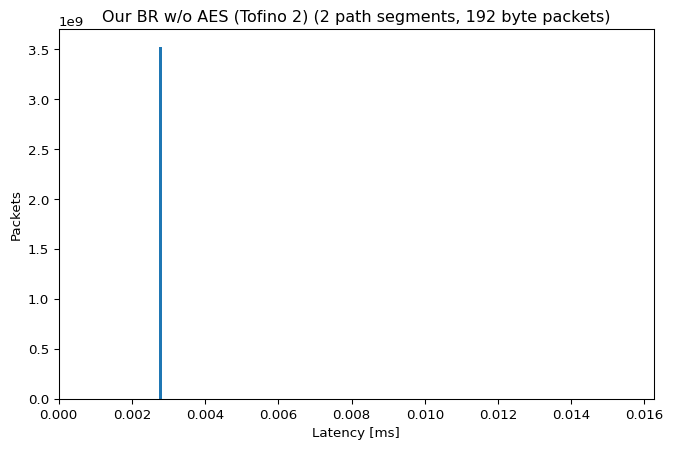 Our BR w/o AES (Tofino 2) (2 path segments, 192 byte packets)
1e9
3.5
3.0
2.5
2.0
1.5
1.0
0.5
0.0
Packets
0.000 0.002 0.004 0.006 0.008 0.010 0.012 0.014 0.016
Latency [ms]